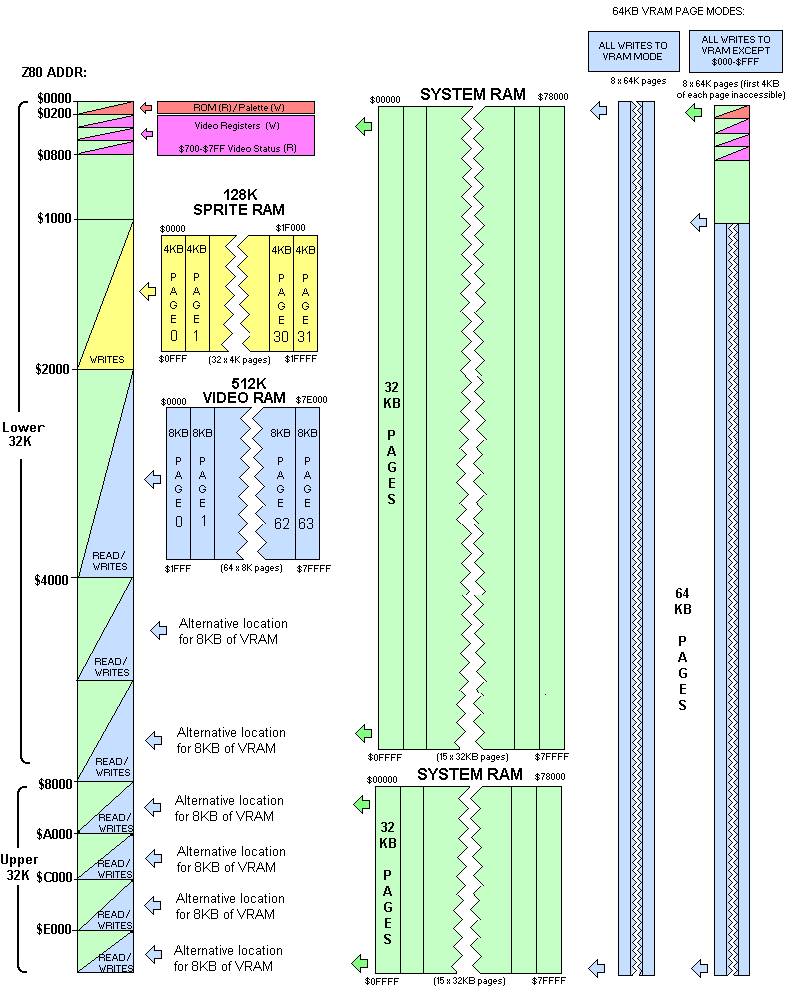 64KB VRAM PAGE MODES:
ALL WRITES TO
VRAM MODE
ALL WRITES TO
VRAM EXCEPT
$000-$FFF
8 x 64K pages
8 x 64K pages (first 4KB
of each page inaccessible)
Z80 ADDR:
$0000
$0200
$0800
$1000
$2000
$4000
$8000
$A000
$C000
$E000
Lower
32K
Upper
32K
WRITES
READ/
WRITES
READ/
WRITES
READ/
WRITES
READ/
WRITES
READ/
WRITES
READ/
WRITES
READ/
WRITES
ROM (R) / Palette (W)
Video Registers (W)
$700-$7FF Video Status (R)
128K
SPRITE RAM
$0000
$1F000
4KB
4KB
4KB
4KB
PAGE
0
1
PAGE
30
31
$0FFF
(32 x 4K pages)
$1FFFF
512K
VIDEO RAM
$0000
$7E000
8KB
8KB
8KB
8KB
PAGE
0
1
PAGE
62
63
$1FFF
(64 x 8K pages)
$7FFFF
Alternative location
for 8KB of VRAM
Alternative location
for 8KB of VRAM
Alternative location
for 8KB of VRAM
Alternative location
for 8KB of VRAM
Alternative location
for 8KB of VRAM
Alternative location
for 8KB of VRAM
SYSTEM RAM
$00000
$78000
32
KB
PAGES
$0FFFF
(15 x 32KB pages)
$7FFFF
SYSTEM RAM
$00000
$78000
32
KB
PAGES
$0FFFF
(15 x 32KB pages)
$7FFFF
64
KB
PAGES